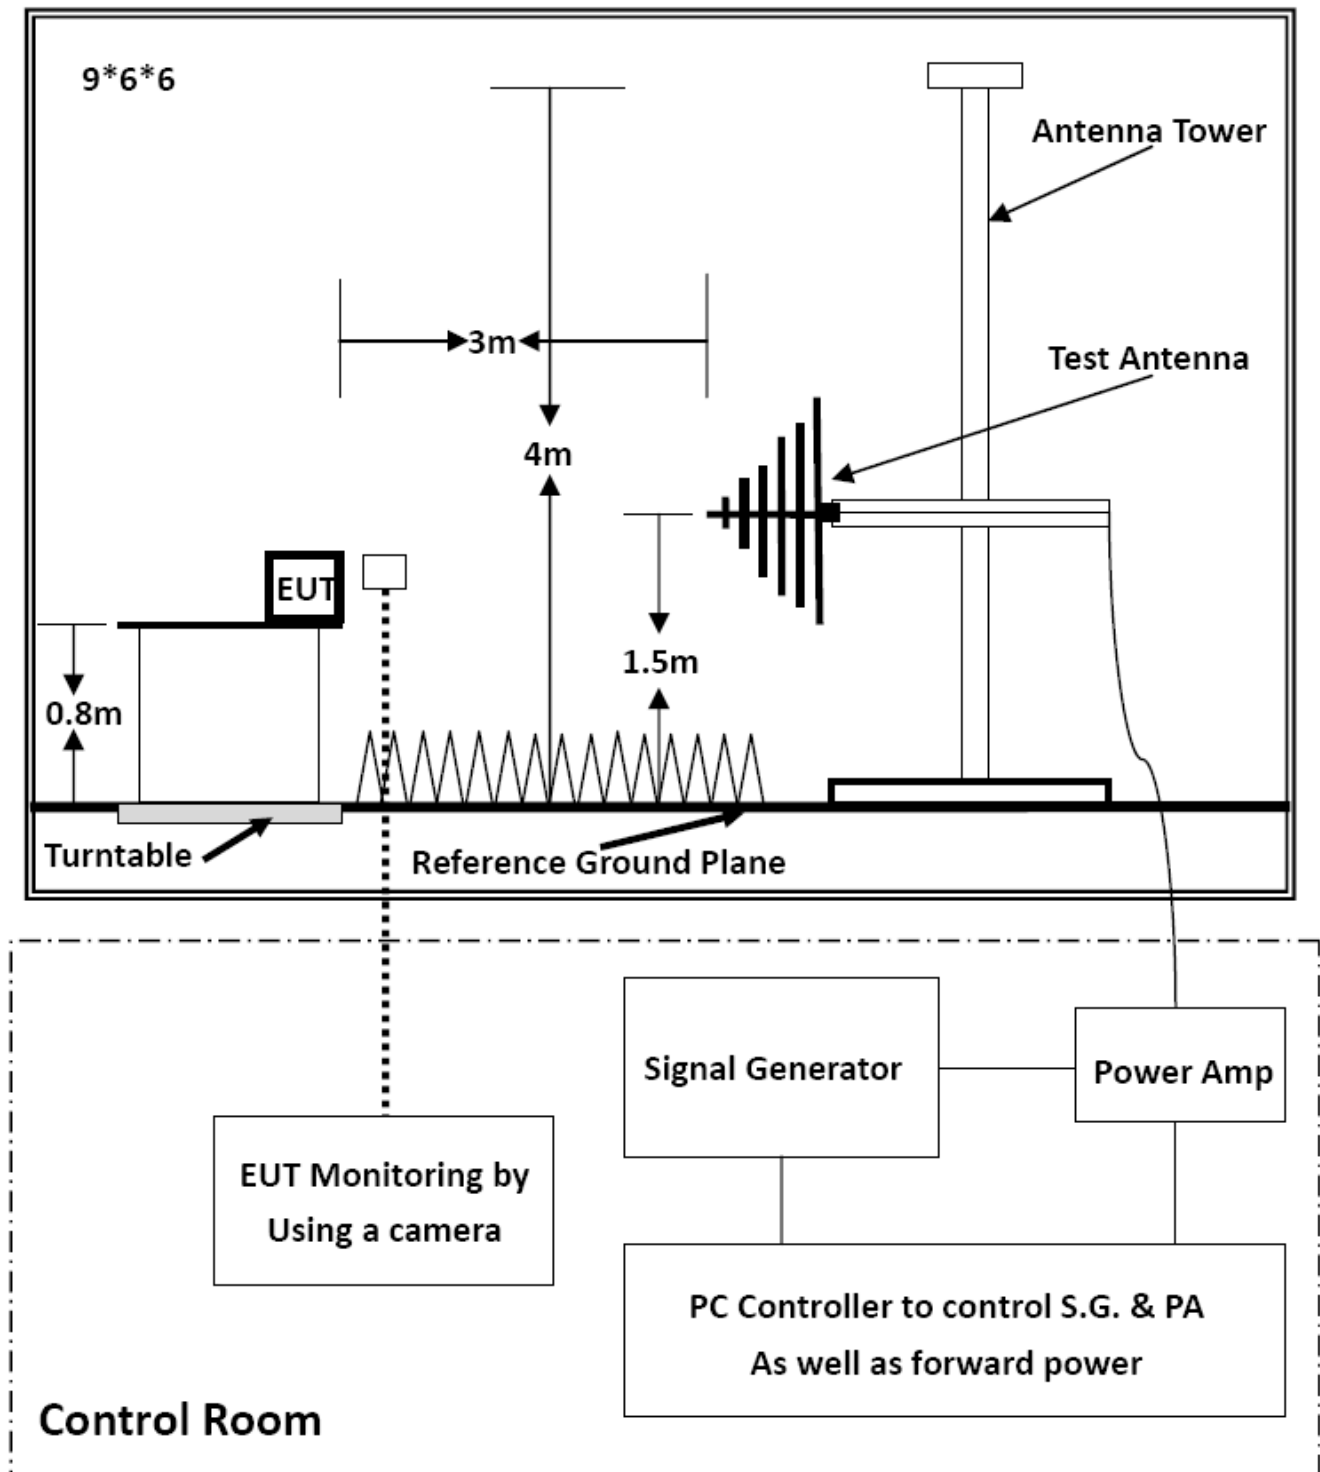 9*6*6
Antenna Tower
3m
Test Antenna
4m
EUT
1.5m
0.8m
Turntable
Reference Ground Plane
Signal Generator
Power Amp
EUT Monitoring by
Using a camera
PC Controller to control S.G. & PA
As well as forward power
Control Room